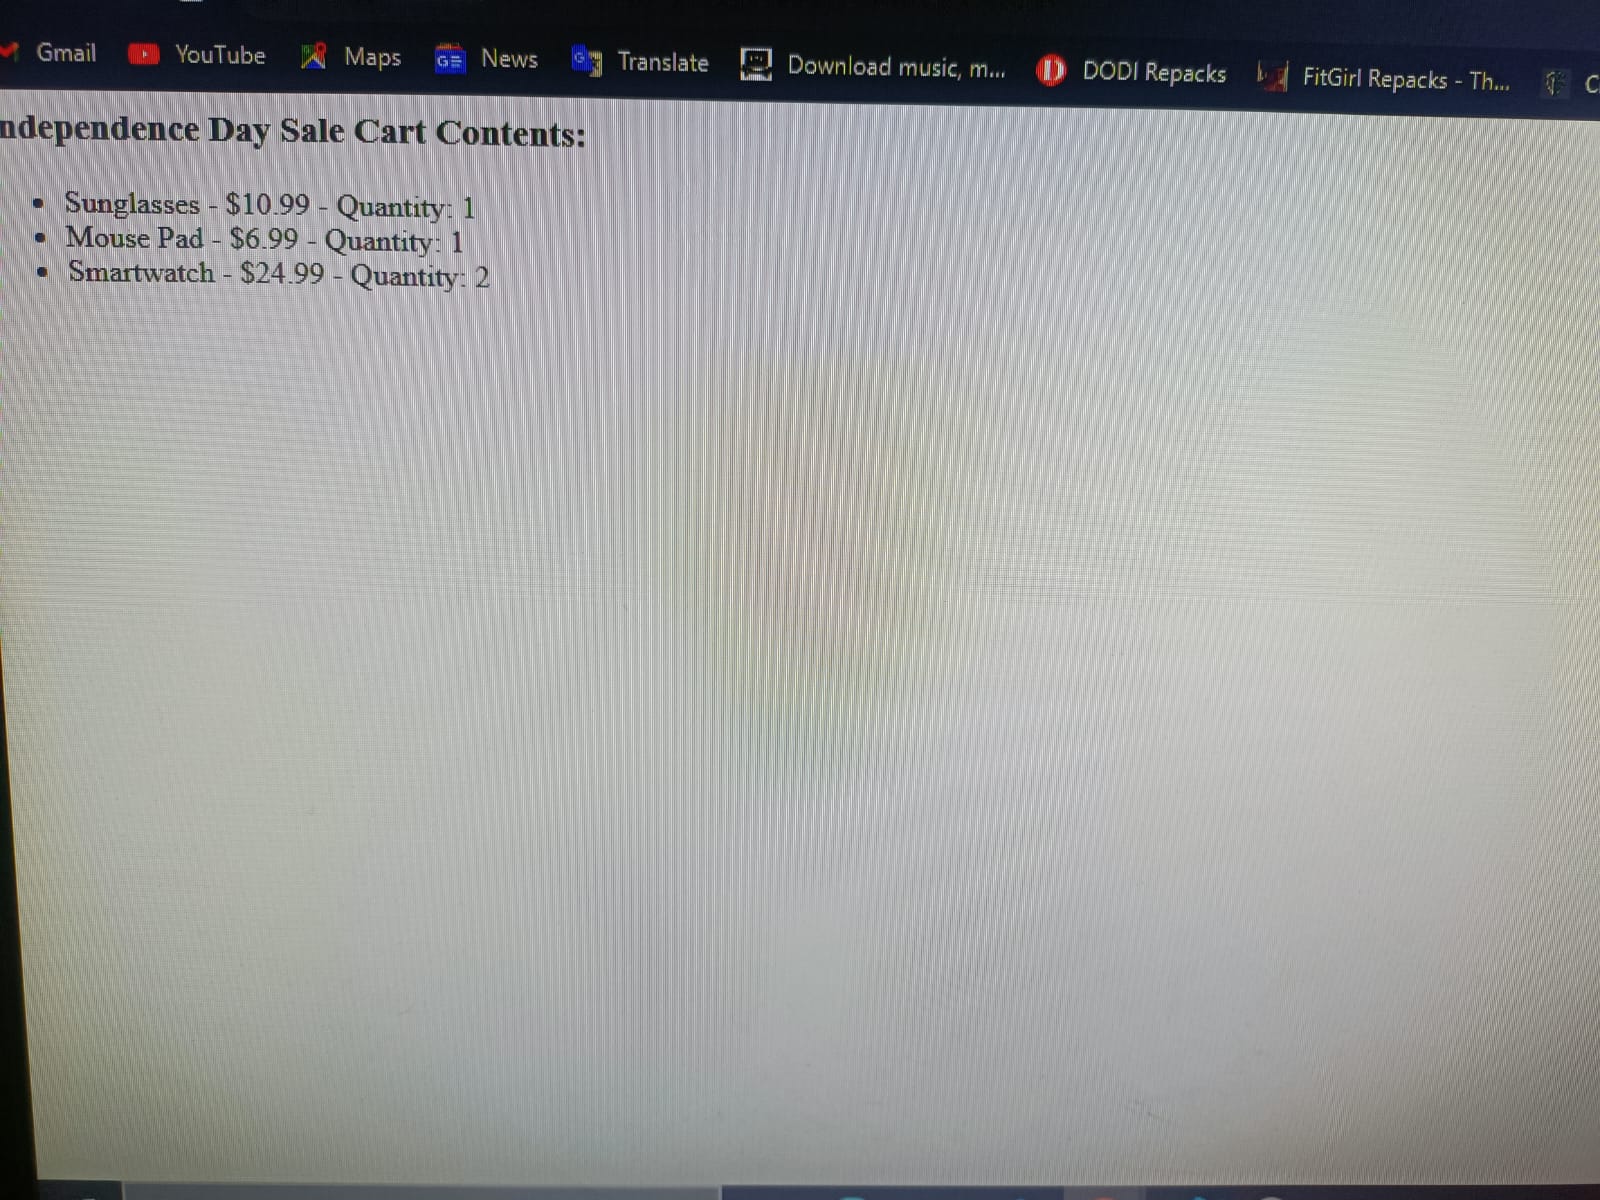 Gmail YouTube Maps News Translate Download music, m... DODI Repacks FitGirl Repacks - Th... C
ndependence Day Sale Cart Contents:
• Sunglasses - $10.99 - Quantity: 1
• Mouse Pad - $6.99 - Quantity: 1
• Smartwatch - $24.99 - Quantity: 2